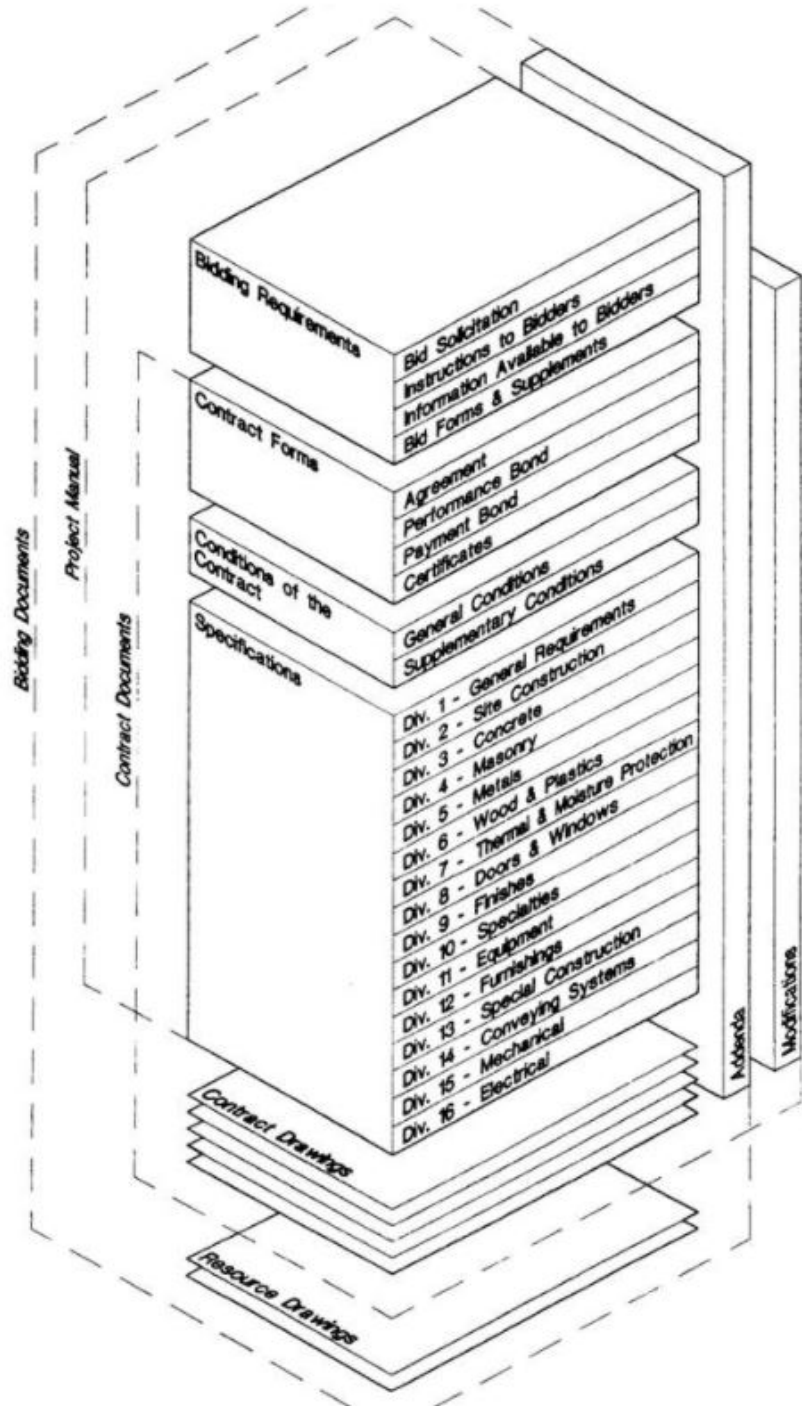 Bidding Documents
Project Manual
Contract Documents
Bidding Requirements
Bid Solicitation
Instructions to Bidders
Information Available to Bidders
Bid Forms & Supplements
Contract Forms
Agreement
Performance Bond
Payment Bond
Certificates
Conditions of the
Contract
General Conditions
Supplementary Conditions
Specifications
Div. 1 - General Requirements
Div. 2 - Site Construction
Div. 3 - Concrete
Div. 4 - Masonry
Div. 5 - Metals
Div. 6 - Wood & Plastics
Div. 7 - Thermal & Moisture Protection
Div. 8 - Doors & Windows
Div. 9 - Finishes
Div. 10 - Specialties
Div. 11 - Equipment
Div. 12 - Furnishings
Div. 13 - Special Construction
Div. 14 - Conveying Systems
Div. 15 - Mechanical
Div. 16 - Electrical
Contract Drawings
Resource Drawings
Addenda
Modifications